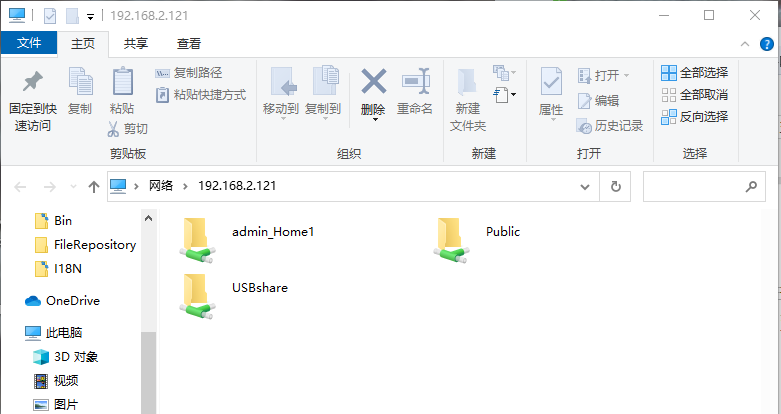 192.168.2.121
文件 主页 共享 查看
固定到快速访问 复制 粘贴 复制路径 粘贴快捷方式 剪切
移动到 复制到 删除 重命名
新建文件夹
属性 打开 编辑 历史记录
全部选择 全部取消 反向选择
剪贴板 组织 新建 打开 选择
网络 192.168.2.121
Bin
FileRepository
I18N
OneDrive
此电脑
3D 对象
视频
图片
admin_Home1 Public
USBshare